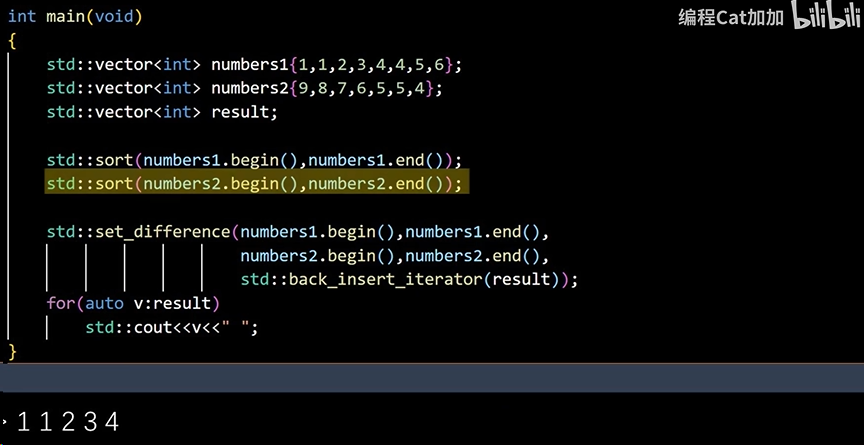 编程Cat加加 bilibili
int main(void)
{
    std::vector<int> numbers1{1,1,2,3,4,4,5,6};
    std::vector<int> numbers2{9,8,7,6,5,5,4};
    std::vector<int> result;
    std::sort(numbers1.begin(),numbers1.end());
    std::sort(numbers2.begin(),numbers2.end());
    std::set_difference(numbers1.begin(),numbers1.end(),
                        numbers2.begin(),numbers2.end(),
                        std::back_insert_iterator(result));
    for(auto v:result)
        std::cout<<v<<" ";
}
1 1 2 3 4